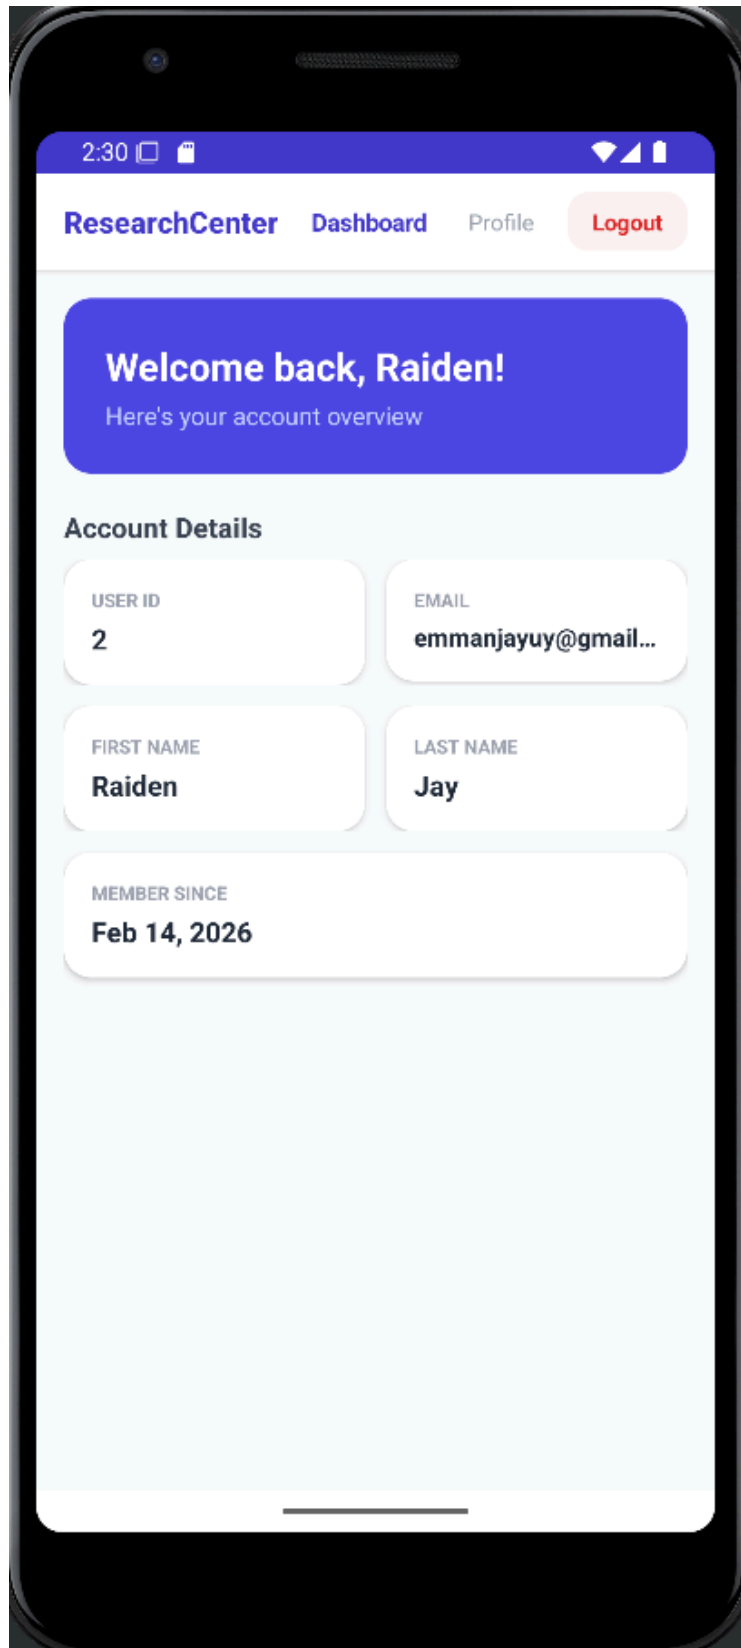 2:30
ResearchCenter Dashboard Profile Logout
Welcome back, Raiden!
Here's your account overview
Account Details
USER ID
2
EMAIL
emmanjayuy@gmail...
FIRST NAME
Raiden
LAST NAME
Jay
MEMBER SINCE
Feb 14, 2026